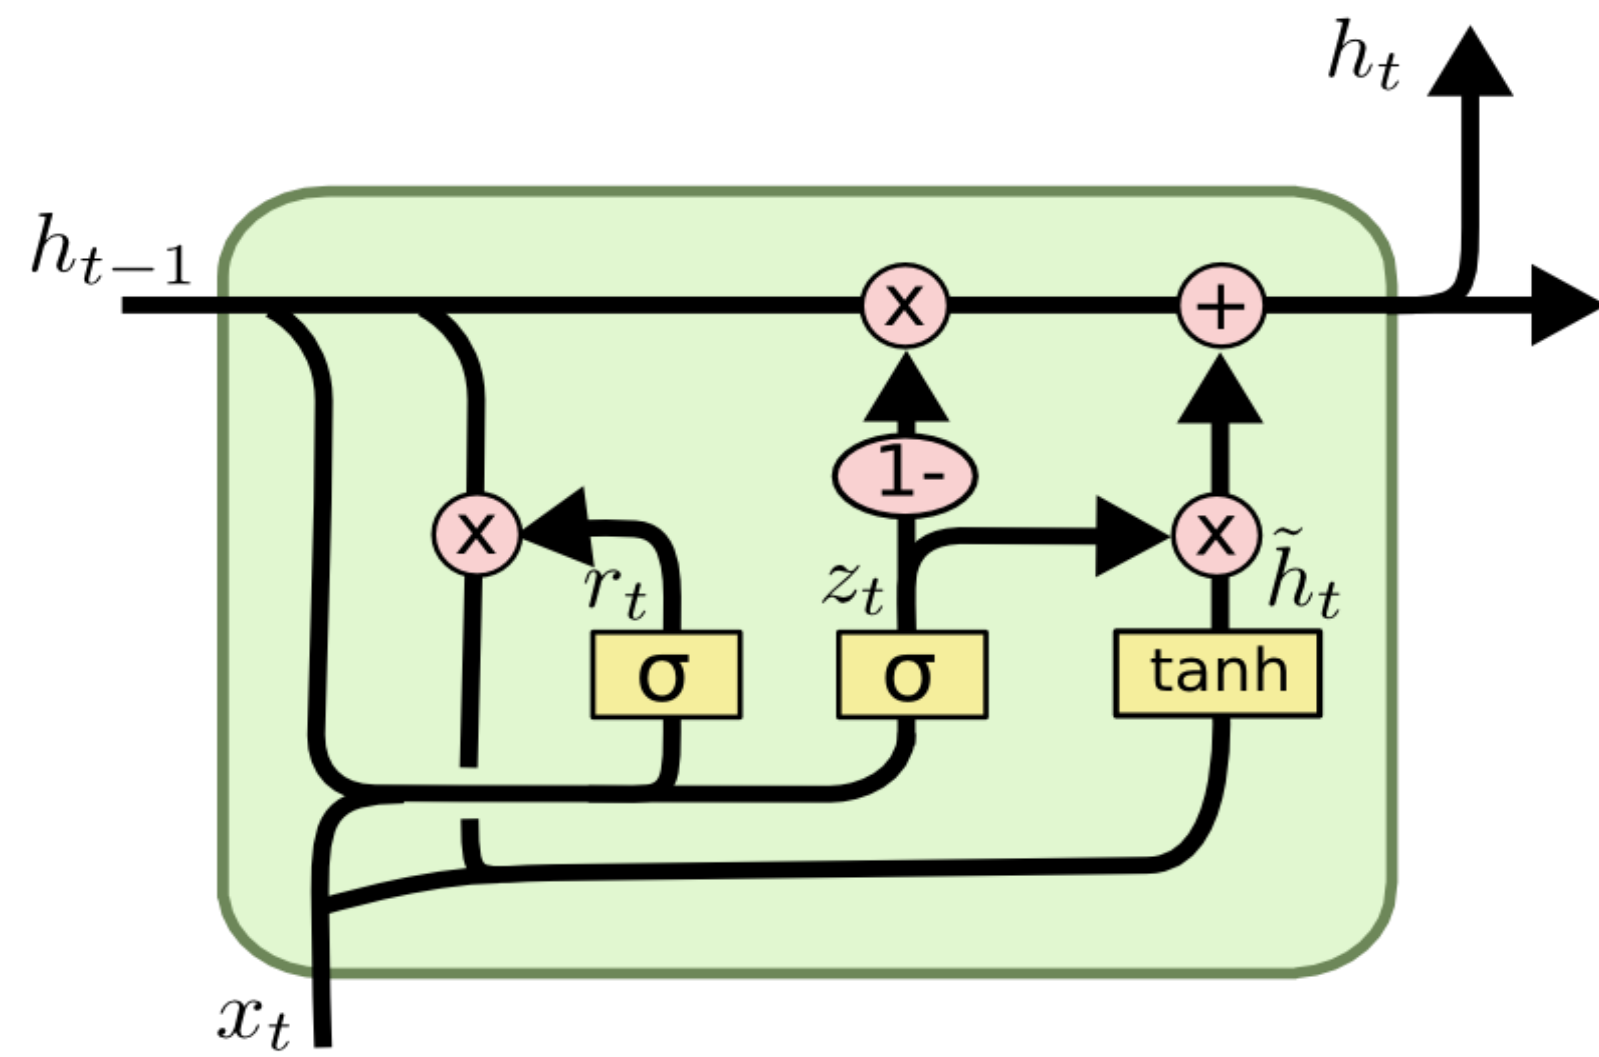 h_t
h_{t-1}
x +
1-
x x
r_t z_t h̃_t
σ σ tanh
x_t